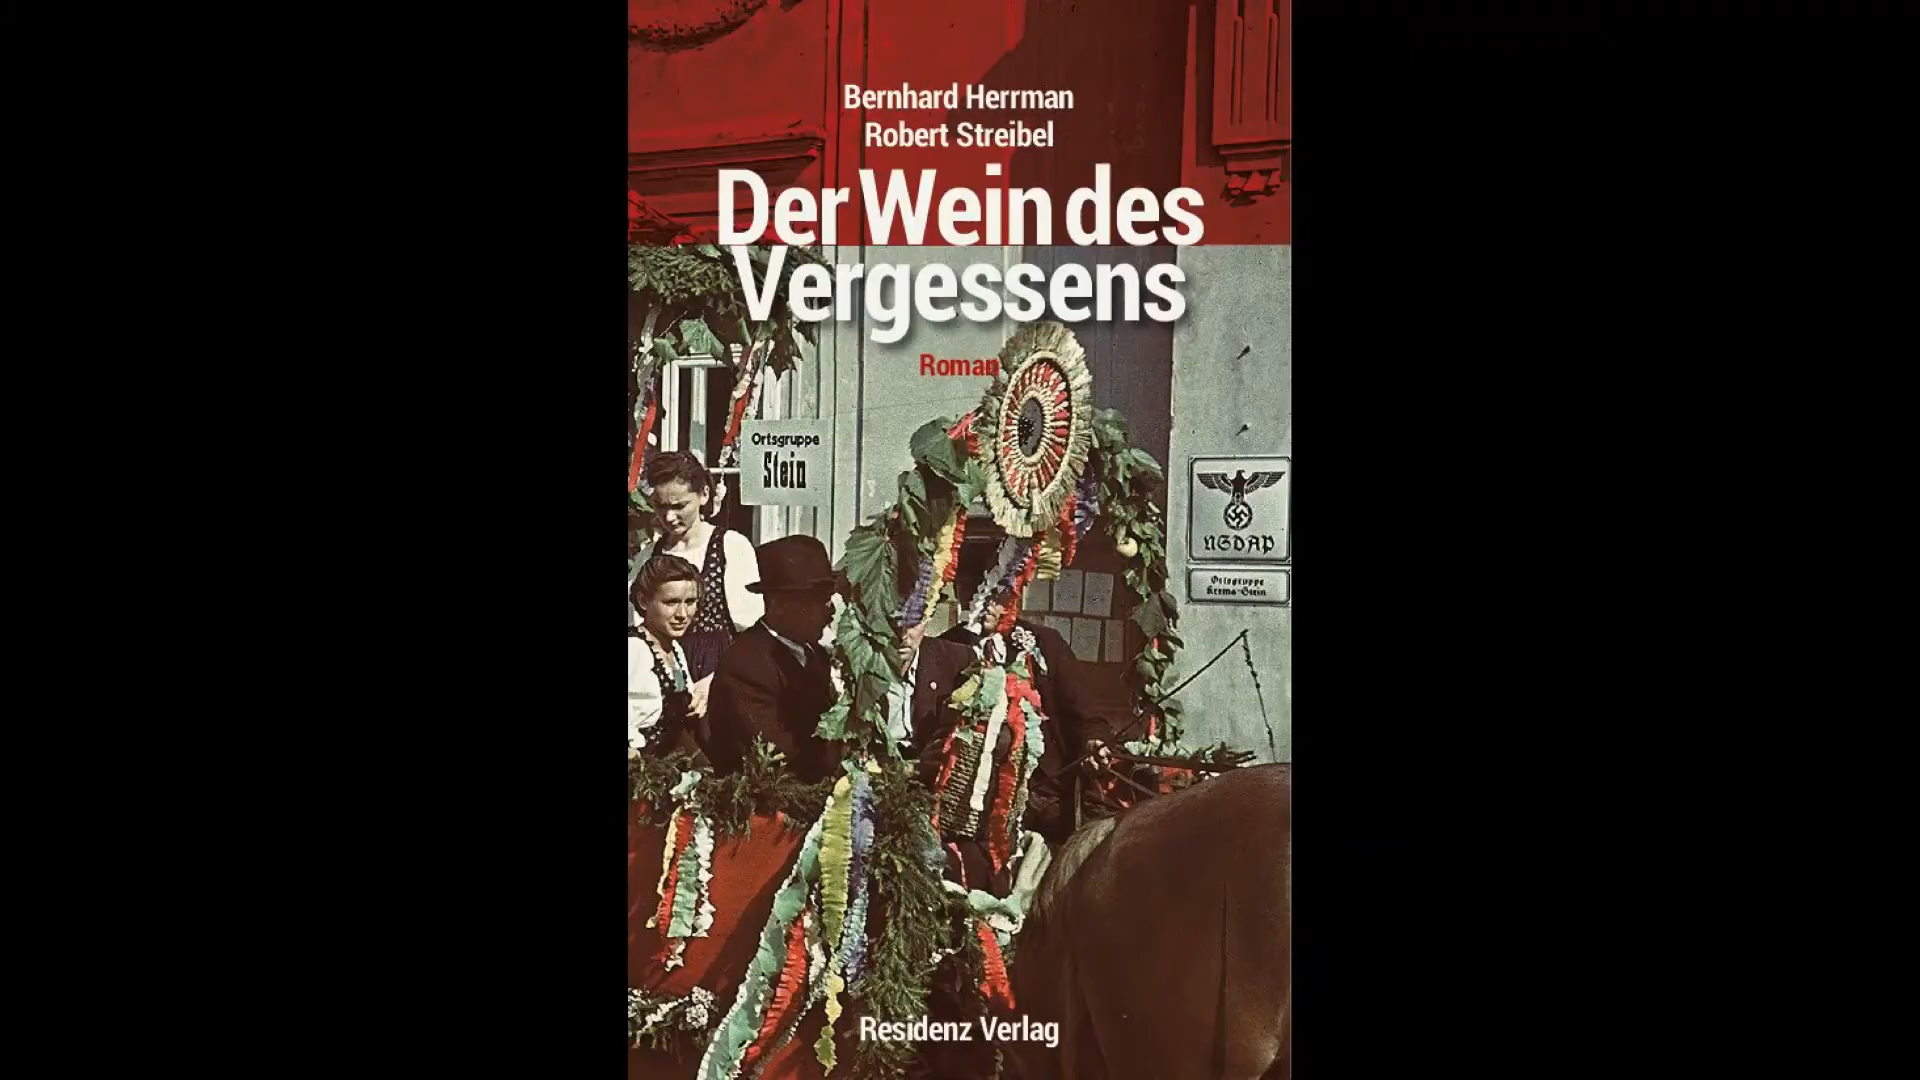 Bernhard Herrman
Robert Streibel
Der Wein des
Vergessens
Roman
Ortsgruppe
Stein
NSDAP
Ortsgruppe
Krems-Stein
Residenz Verlag